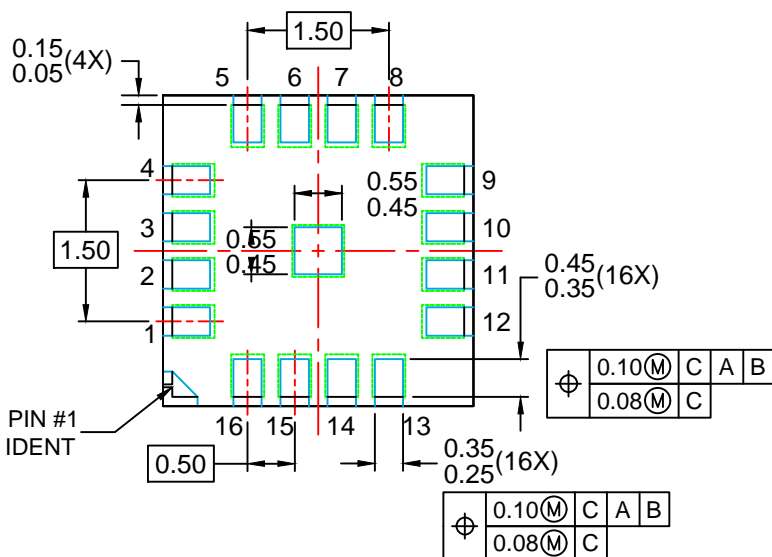 1.50
0.15
0.05(4X)
5 6 7 8
4
3
2
1
1.50
0.55
0.45
0.55
0.45
9
10
11
12
0.45
0.35(16X)
0.10Ⓜ C A B
0.08Ⓜ C
PIN #1
IDENT
16 15 14 13
0.50
0.35
0.25(16X)
0.10Ⓜ C A B
0.08Ⓜ C